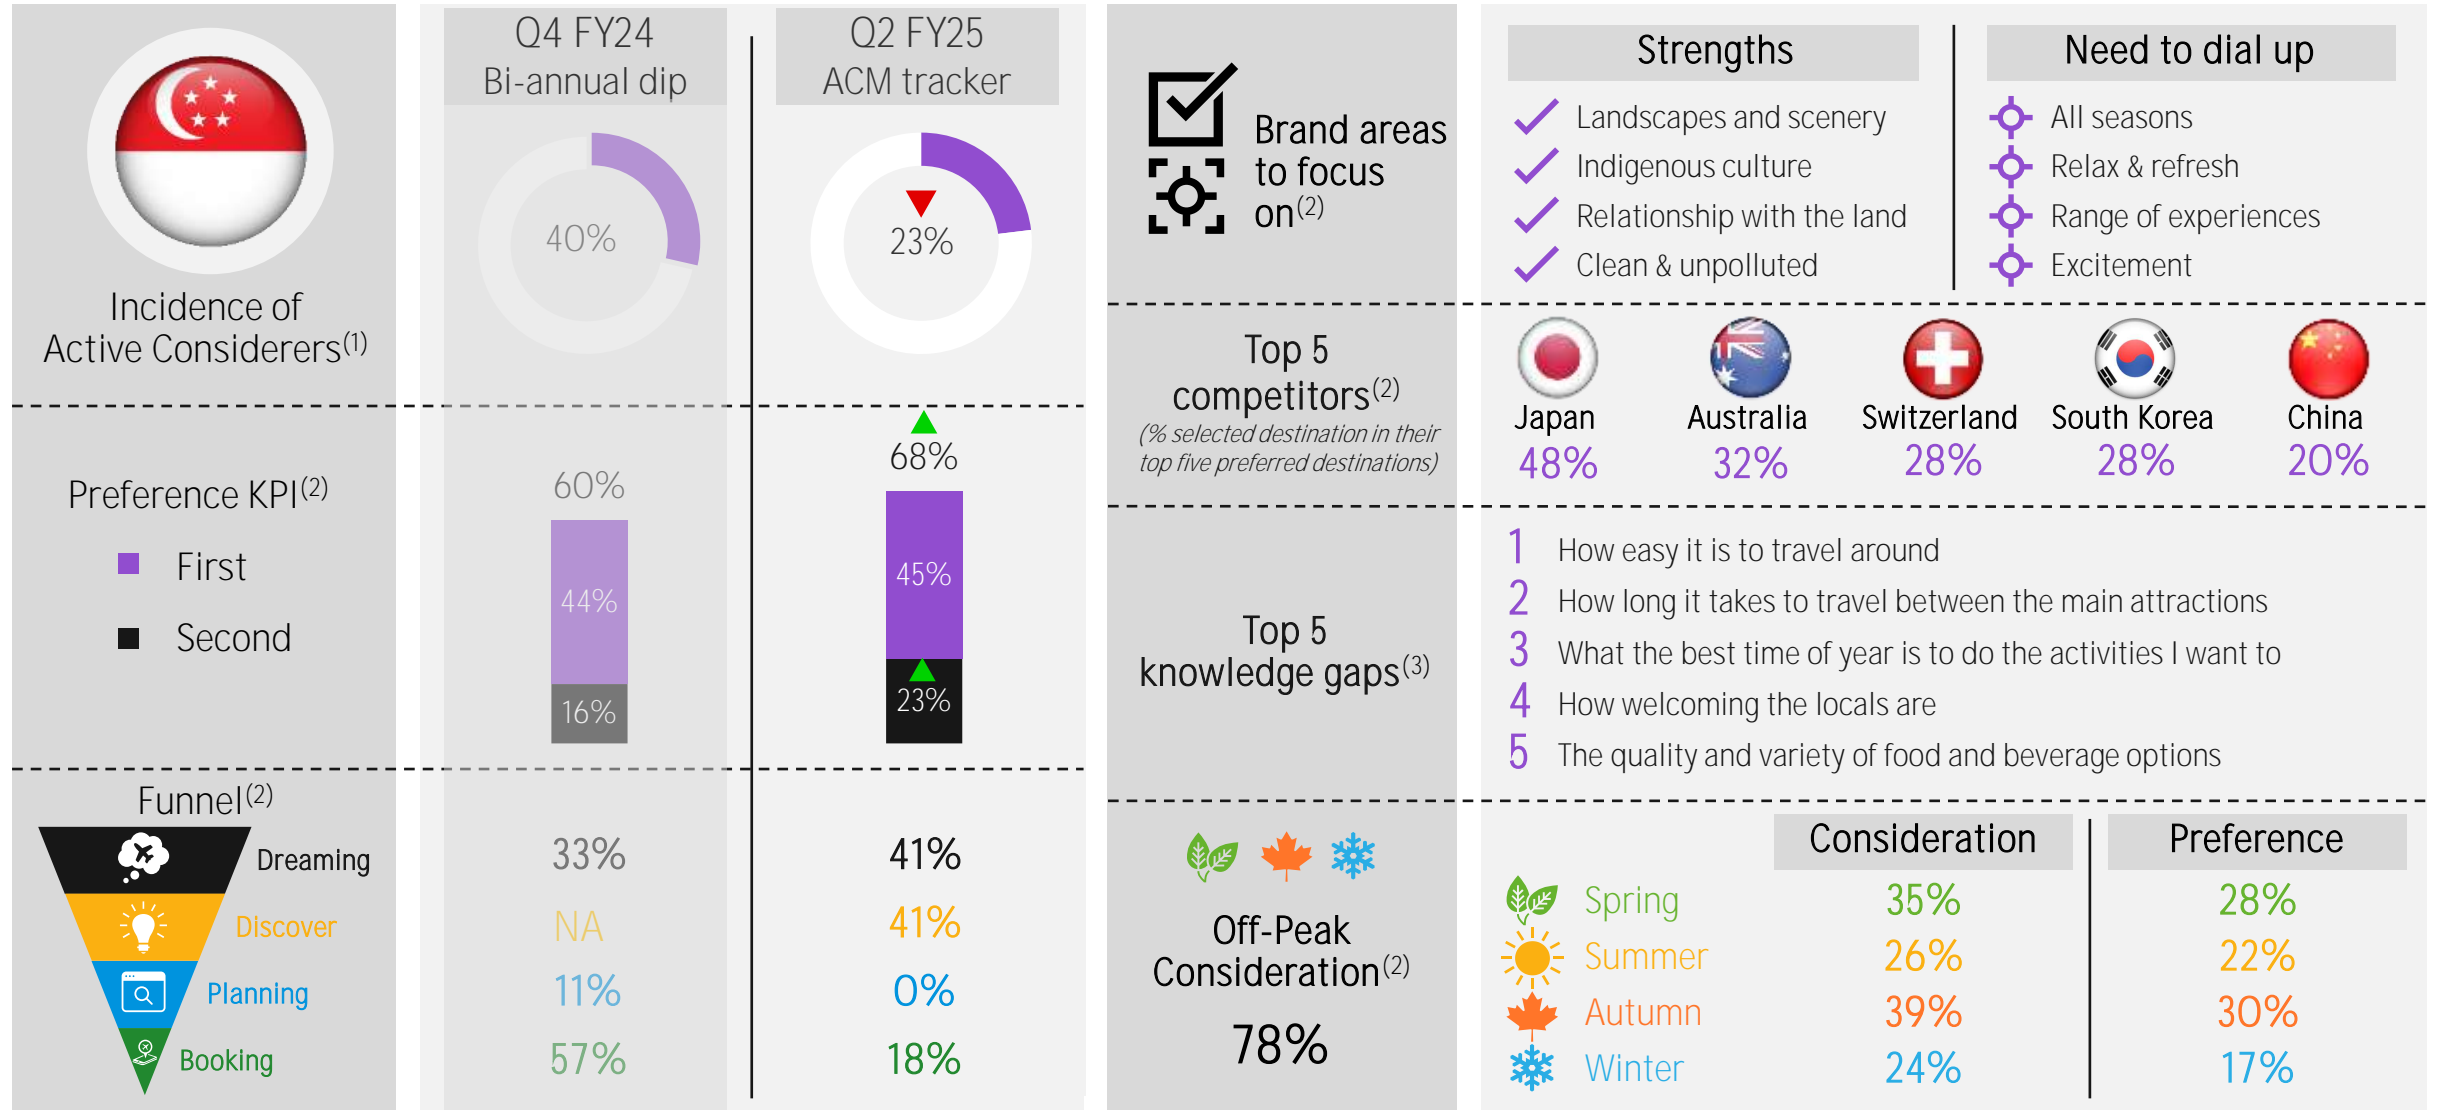 Incidence of
Active Considerers(1)
Q4 FY24
Bi-annual dip
Q2 FY25
ACM tracker
40%
23%
Preference KPI(2)
First
Second
60%
44%
16%
68%
45%
23%
Funnel(2)
Dreaming
33%
41%
Discover
NA
41%
Planning
11%
0%
Booking
57%
18%
Brand areas
to focus
on(2)
Strengths
Landscapes and scenery
Indigenous culture
Relationship with the land
Clean & unpolluted
Need to dial up
All seasons
Relax & refresh
Range of experiences
Excitement
Top 5
competitors(2)
(% selected destination in their
top five preferred destinations)
Japan
48%
Australia
32%
Switzerland
28%
South Korea
28%
China
20%
Top 5
knowledge gaps(3)
1 How easy it is to travel around
2 How long it takes to travel between the main attractions
3 What the best time of year is to do the activities I want to
4 How welcoming the locals are
5 The quality and variety of food and beverage options
Off-Peak
Consideration(2)
78%
Consideration Preference
Spring 35% 28%
Summer 26% 22%
Autumn 39% 30%
Winter 24% 17%